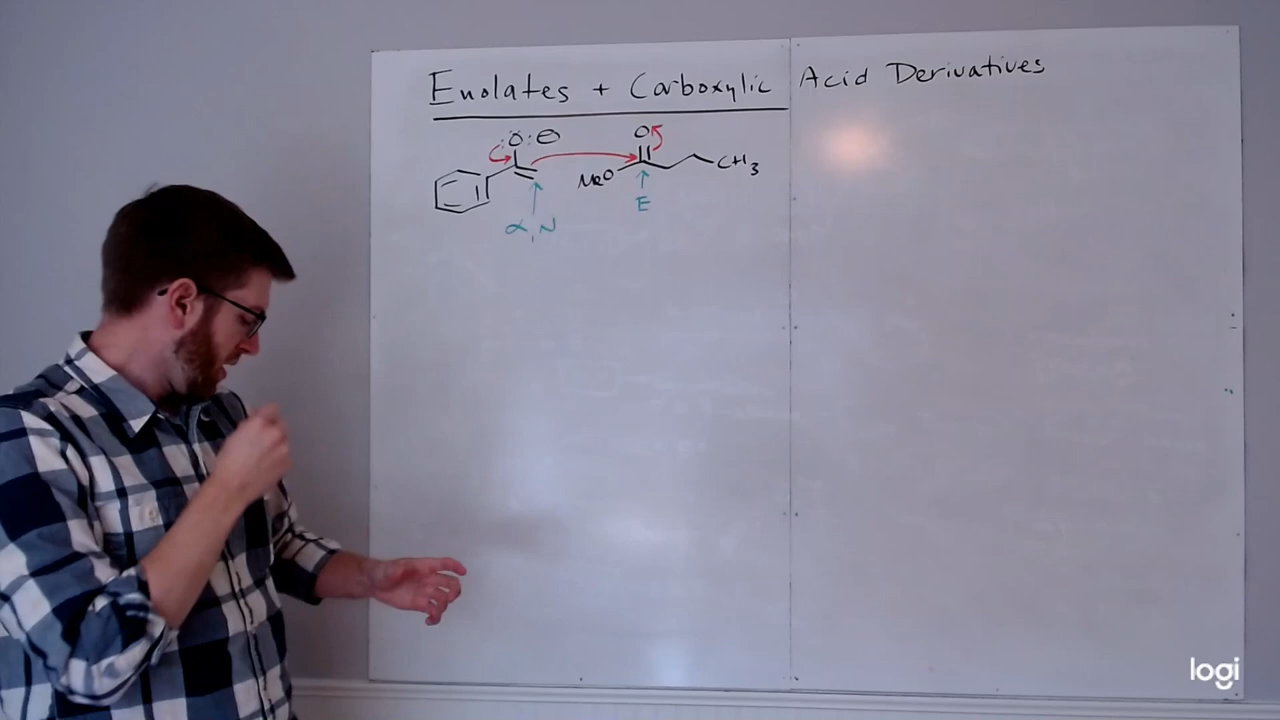 Enolates + Carboxylic Acid Derivatives
:O: ⊖ O
MeO CH3
E
α, N
logi